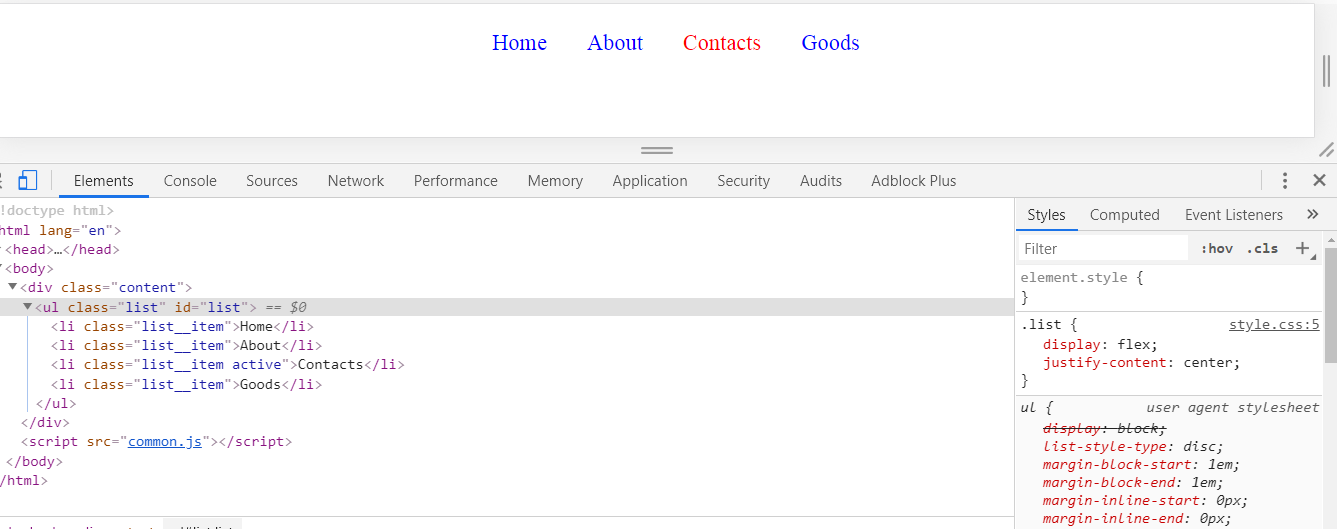 Home About Contacts Goods
Elements Console Sources Network Performance Memory Application Security Audits Adblock Plus
!doctype html>
html lang="en">
<head>…</head>
<body>
<div class="content">
<ul class="list" id="list"> == $0
<li class="list__item">Home</li>
<li class="list__item">About</li>
<li class="list__item active">Contacts</li>
<li class="list__item">Goods</li>
</ul>
</div>
<script src="common.js"></script>
</body>
/html>
Styles Computed Event Listeners »
Filter :hov .cls +
element.style {
}
.list { style.css:5
display: flex;
justify-content: center;
}
ul { user agent stylesheet
display: block;
list-style-type: disc;
margin-block-start: 1em;
margin-block-end: 1em;
margin-inline-start: 0px;
margin-inline-end: 0px;